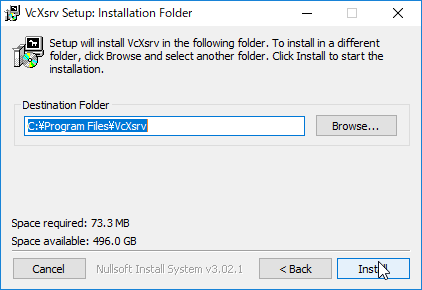 VcXsrv Setup: Installation Folder
Setup will install VcXsrv in the following folder. To install in a different
folder, click Browse and select another folder. Click Install to start the
installation.
Destination Folder
C:¥Program Files¥VcXsrv
Browse...
Space required: 73.3 MB
Space available: 496.0 GB
Cancel
Nullsoft Install System v3.02.1
< Back
Install